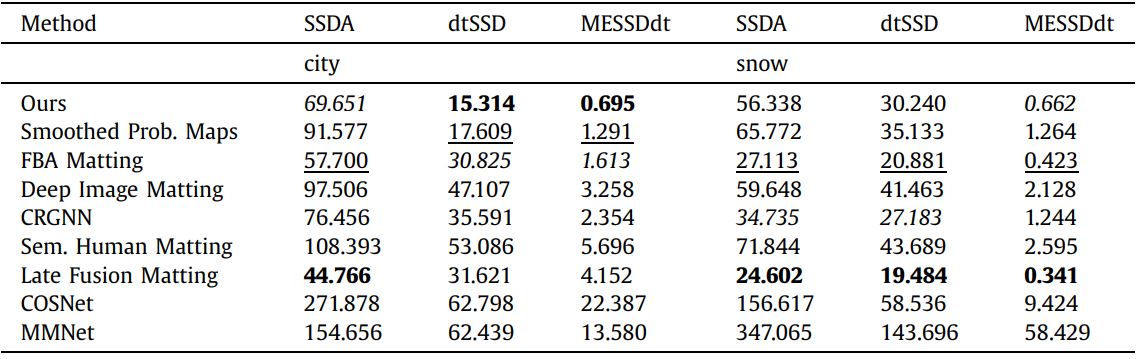 Method SSDA dtSSD MESSDdt SSDA dtSSD MESSDdt
city snow
Ours 69.651 15.314 0.695 56.338 30.240 0.662
Smoothed Prob. Maps 91.577 17.609 1.291 65.772 35.133 1.264
FBA Matting 57.700 30.825 1.613 27.113 20.881 0.423
Deep Image Matting 97.506 47.107 3.258 59.648 41.463 2.128
CRGNN 76.456 35.591 2.354 34.735 27.183 1.244
Sem. Human Matting 108.393 53.086 5.696 71.844 43.689 2.595
Late Fusion Matting 44.766 31.621 4.152 24.602 19.484 0.341
COSNet 271.878 62.798 22.387 156.617 58.536 9.424
MMNet 154.656 62.439 13.580 347.065 143.696 58.429